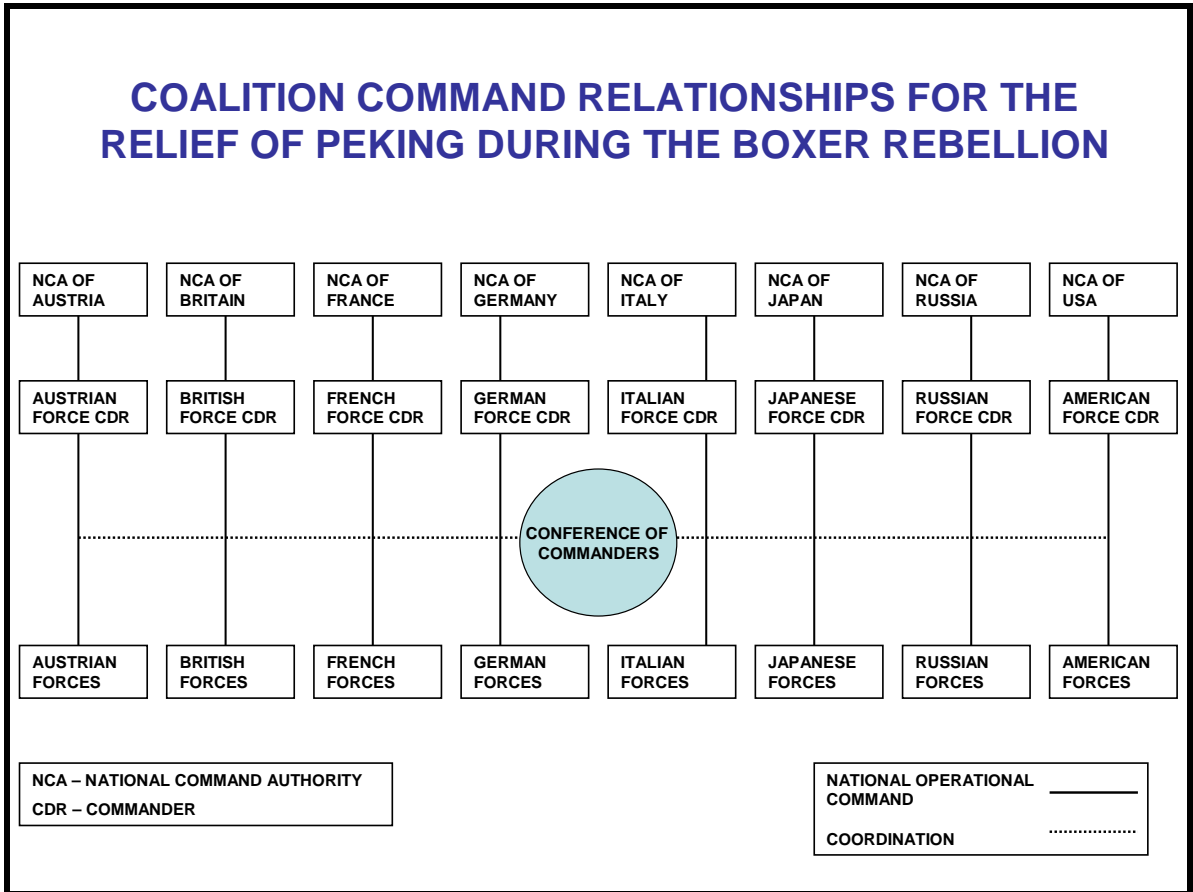 COALITION COMMAND RELATIONSHIPS FOR THE
RELIEF OF PEKING DURING THE BOXER REBELLION
NCA OF
AUSTRIA
NCA OF
BRITAIN
NCA OF
FRANCE
NCA OF
GERMANY
NCA OF
ITALY
NCA OF
JAPAN
NCA OF
RUSSIA
NCA OF
USA
AUSTRIAN
FORCE CDR
BRITISH
FORCE CDR
FRENCH
FORCE CDR
GERMAN
FORCE CDR
ITALIAN
FORCE CDR
JAPANESE
FORCE CDR
RUSSIAN
FORCE CDR
AMERICAN
FORCE CDR
CONFERENCE OF
COMMANDERS
AUSTRIAN
FORCES
BRITISH
FORCES
FRENCH
FORCES
GERMAN
FORCES
ITALIAN
FORCES
JAPANESE
FORCES
RUSSIAN
FORCES
AMERICAN
FORCES
NCA – NATIONAL COMMAND AUTHORITY
CDR – COMMANDER
NATIONAL OPERATIONAL
COMMAND
COORDINATION